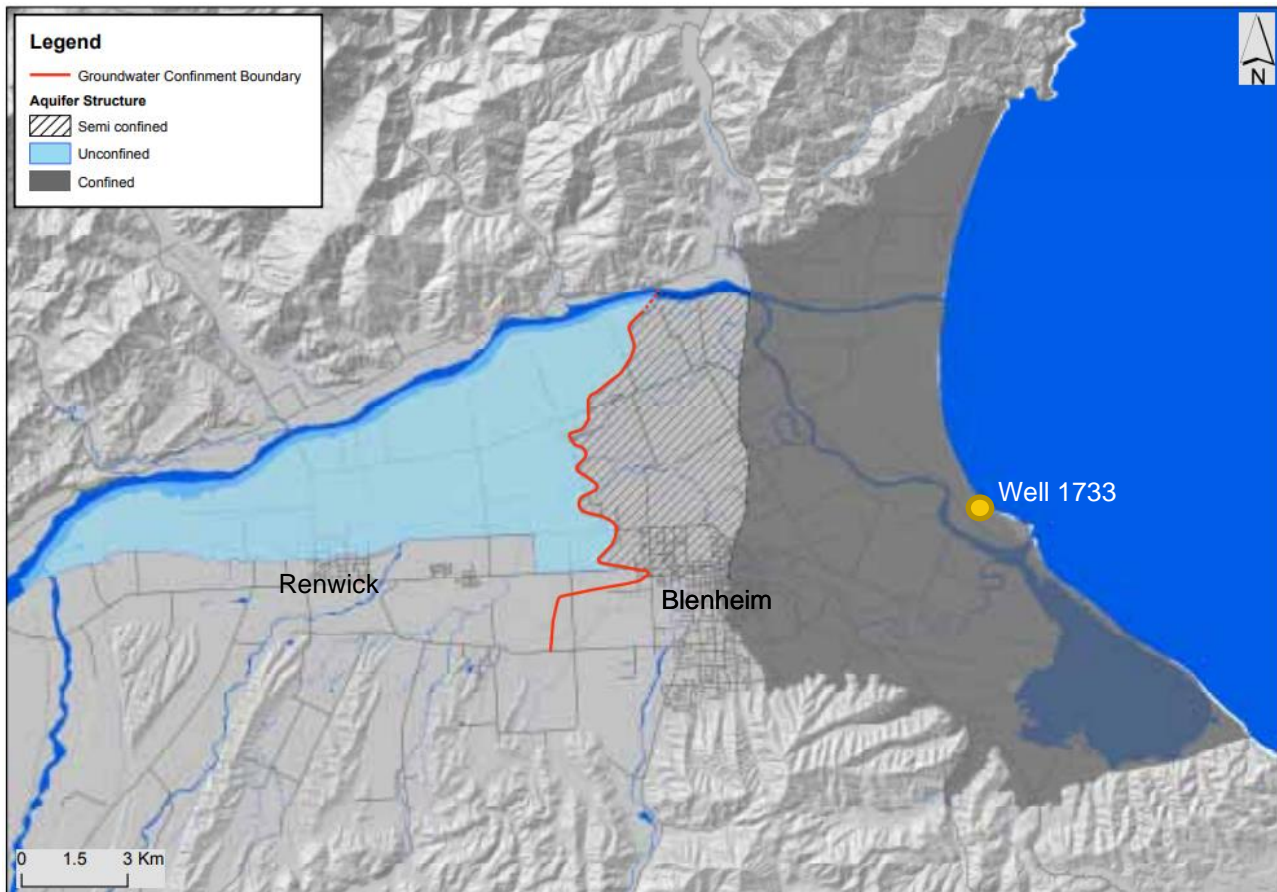 Legend
Groundwater Confinment Boundary
Aquifer Structure
Semi confined
Unconfined
Confined
N
Well 1733
Renwick
Blenheim
0 1.5 3 Km